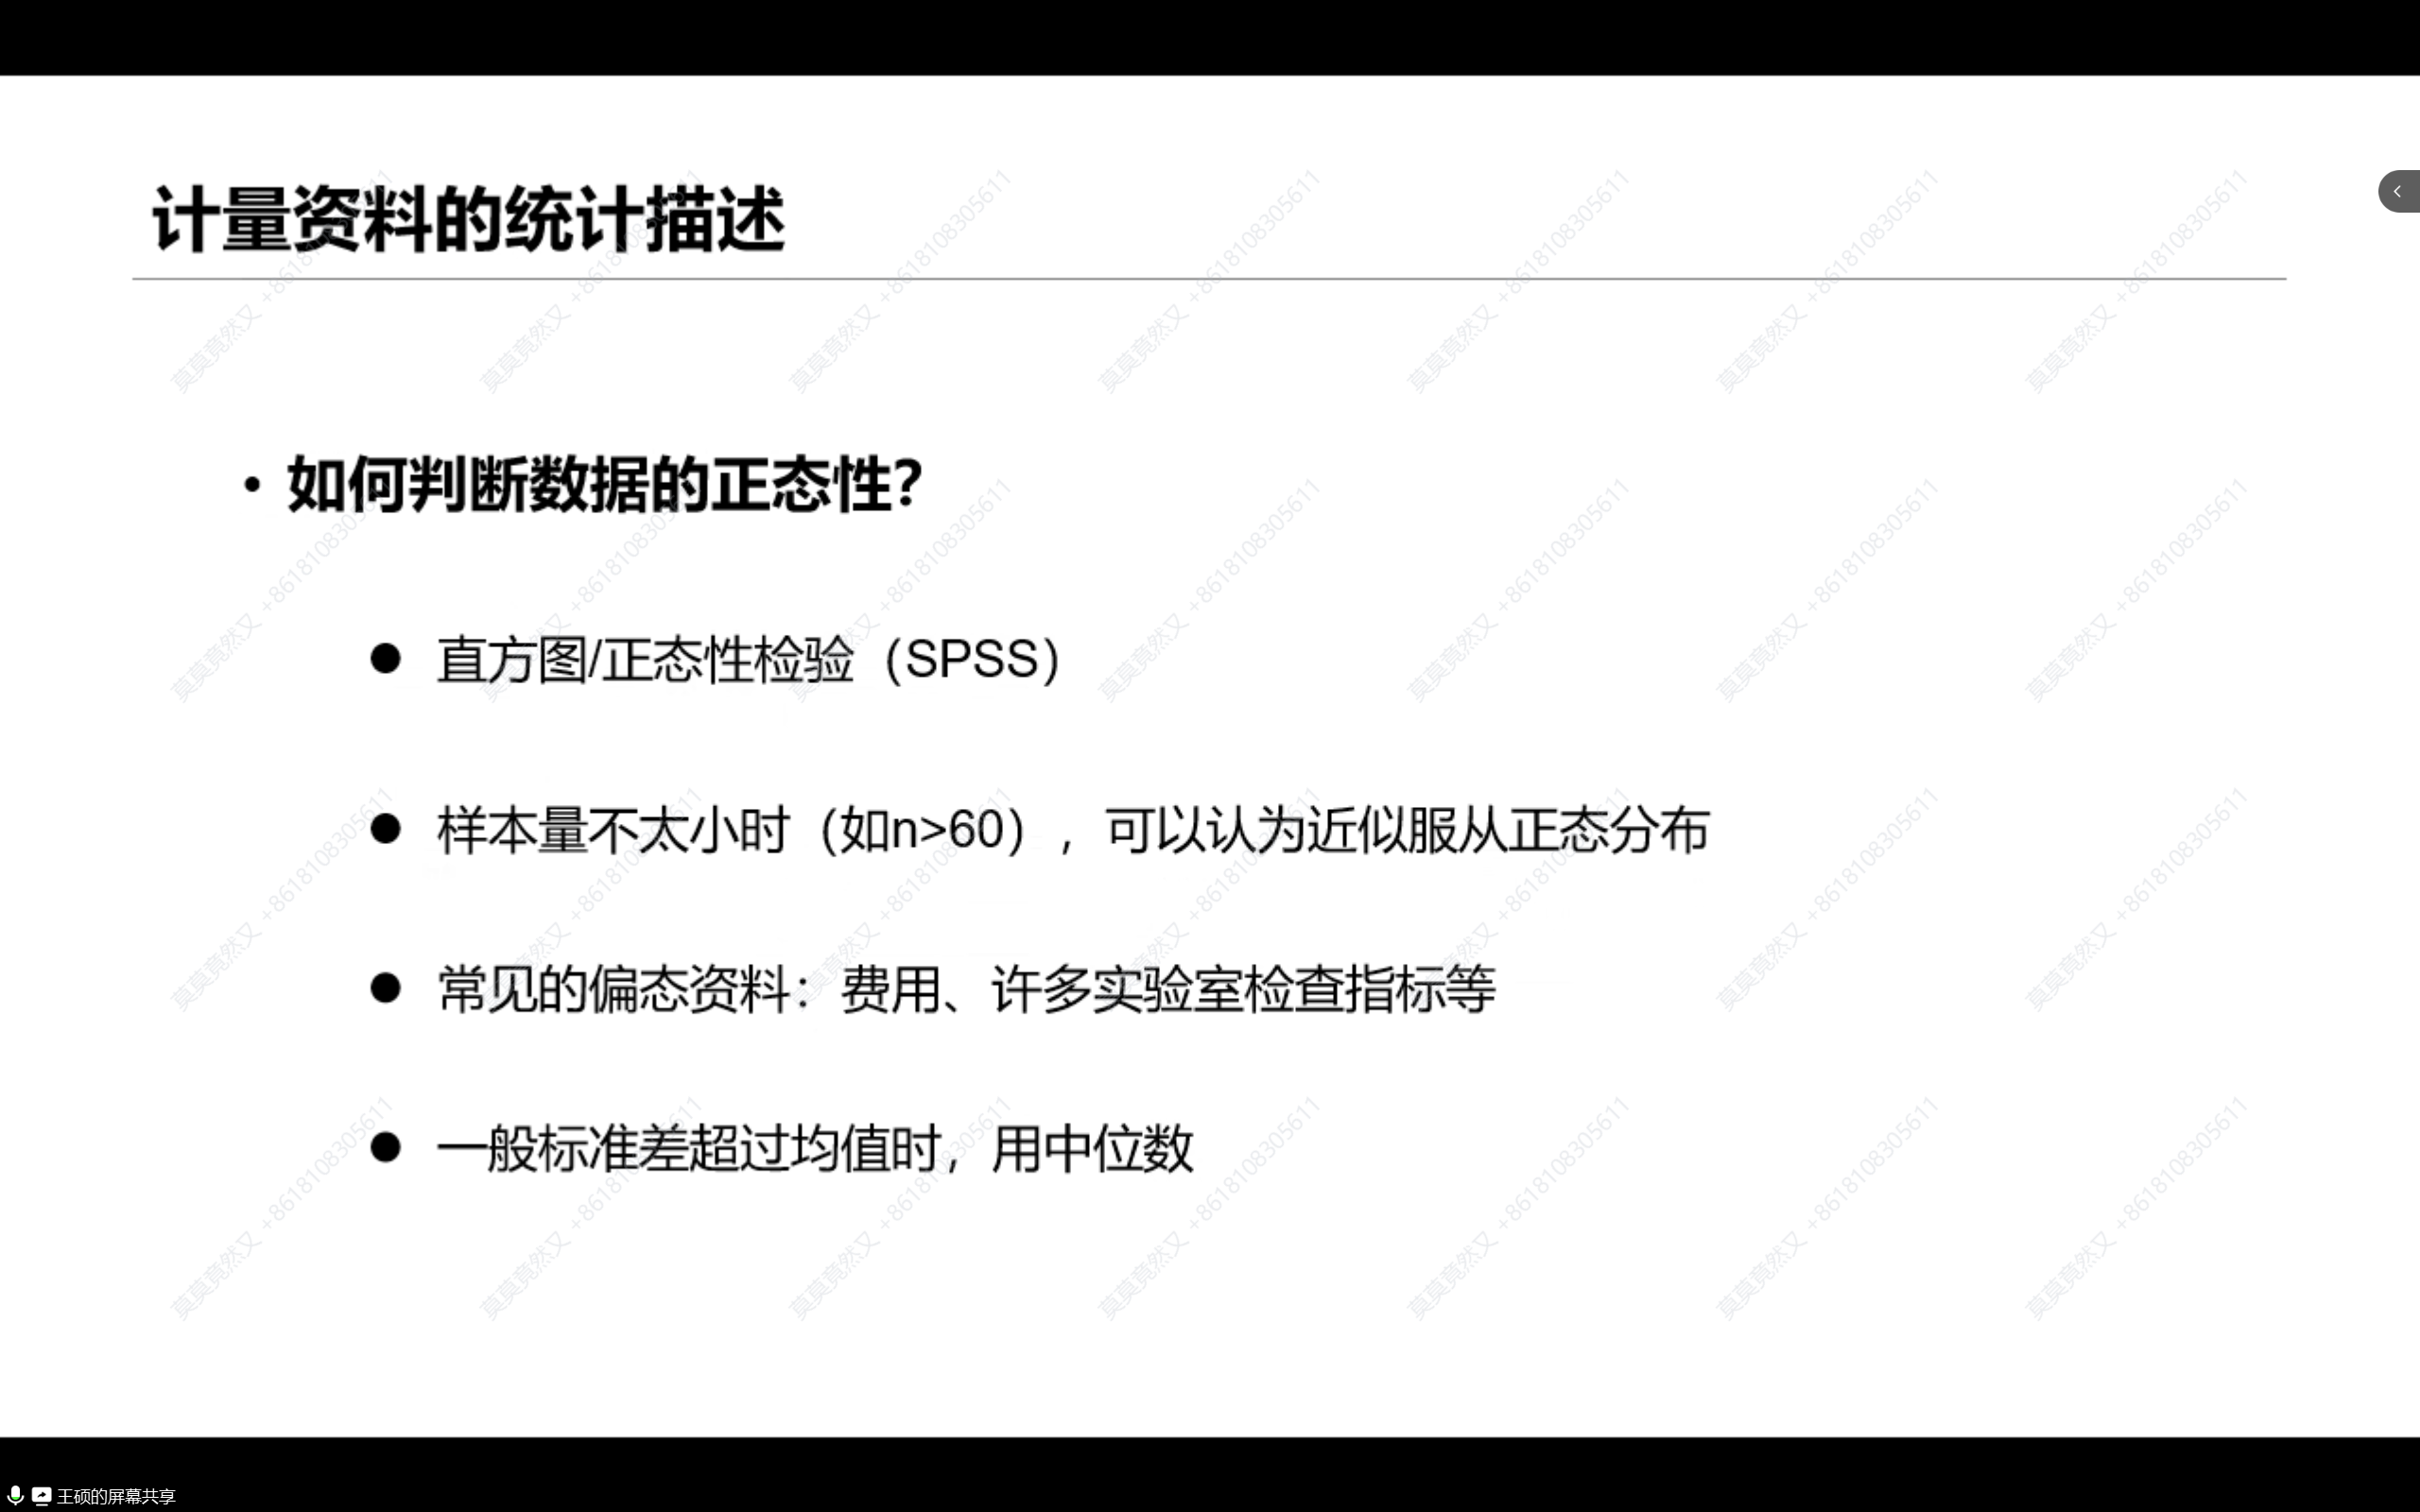 计量资料的统计描述
• 如何判断数据的正态性?
● 直方图/正态性检验（SPSS）
● 样本量不太小时（如n>60），可以认为近似服从正态分布
● 常见的偏态资料：费用、许多实验室检查指标等
● 一般标准差超过均值时，用中位数
莫莫竟然又 +8618108305611
王硕的屏幕共享